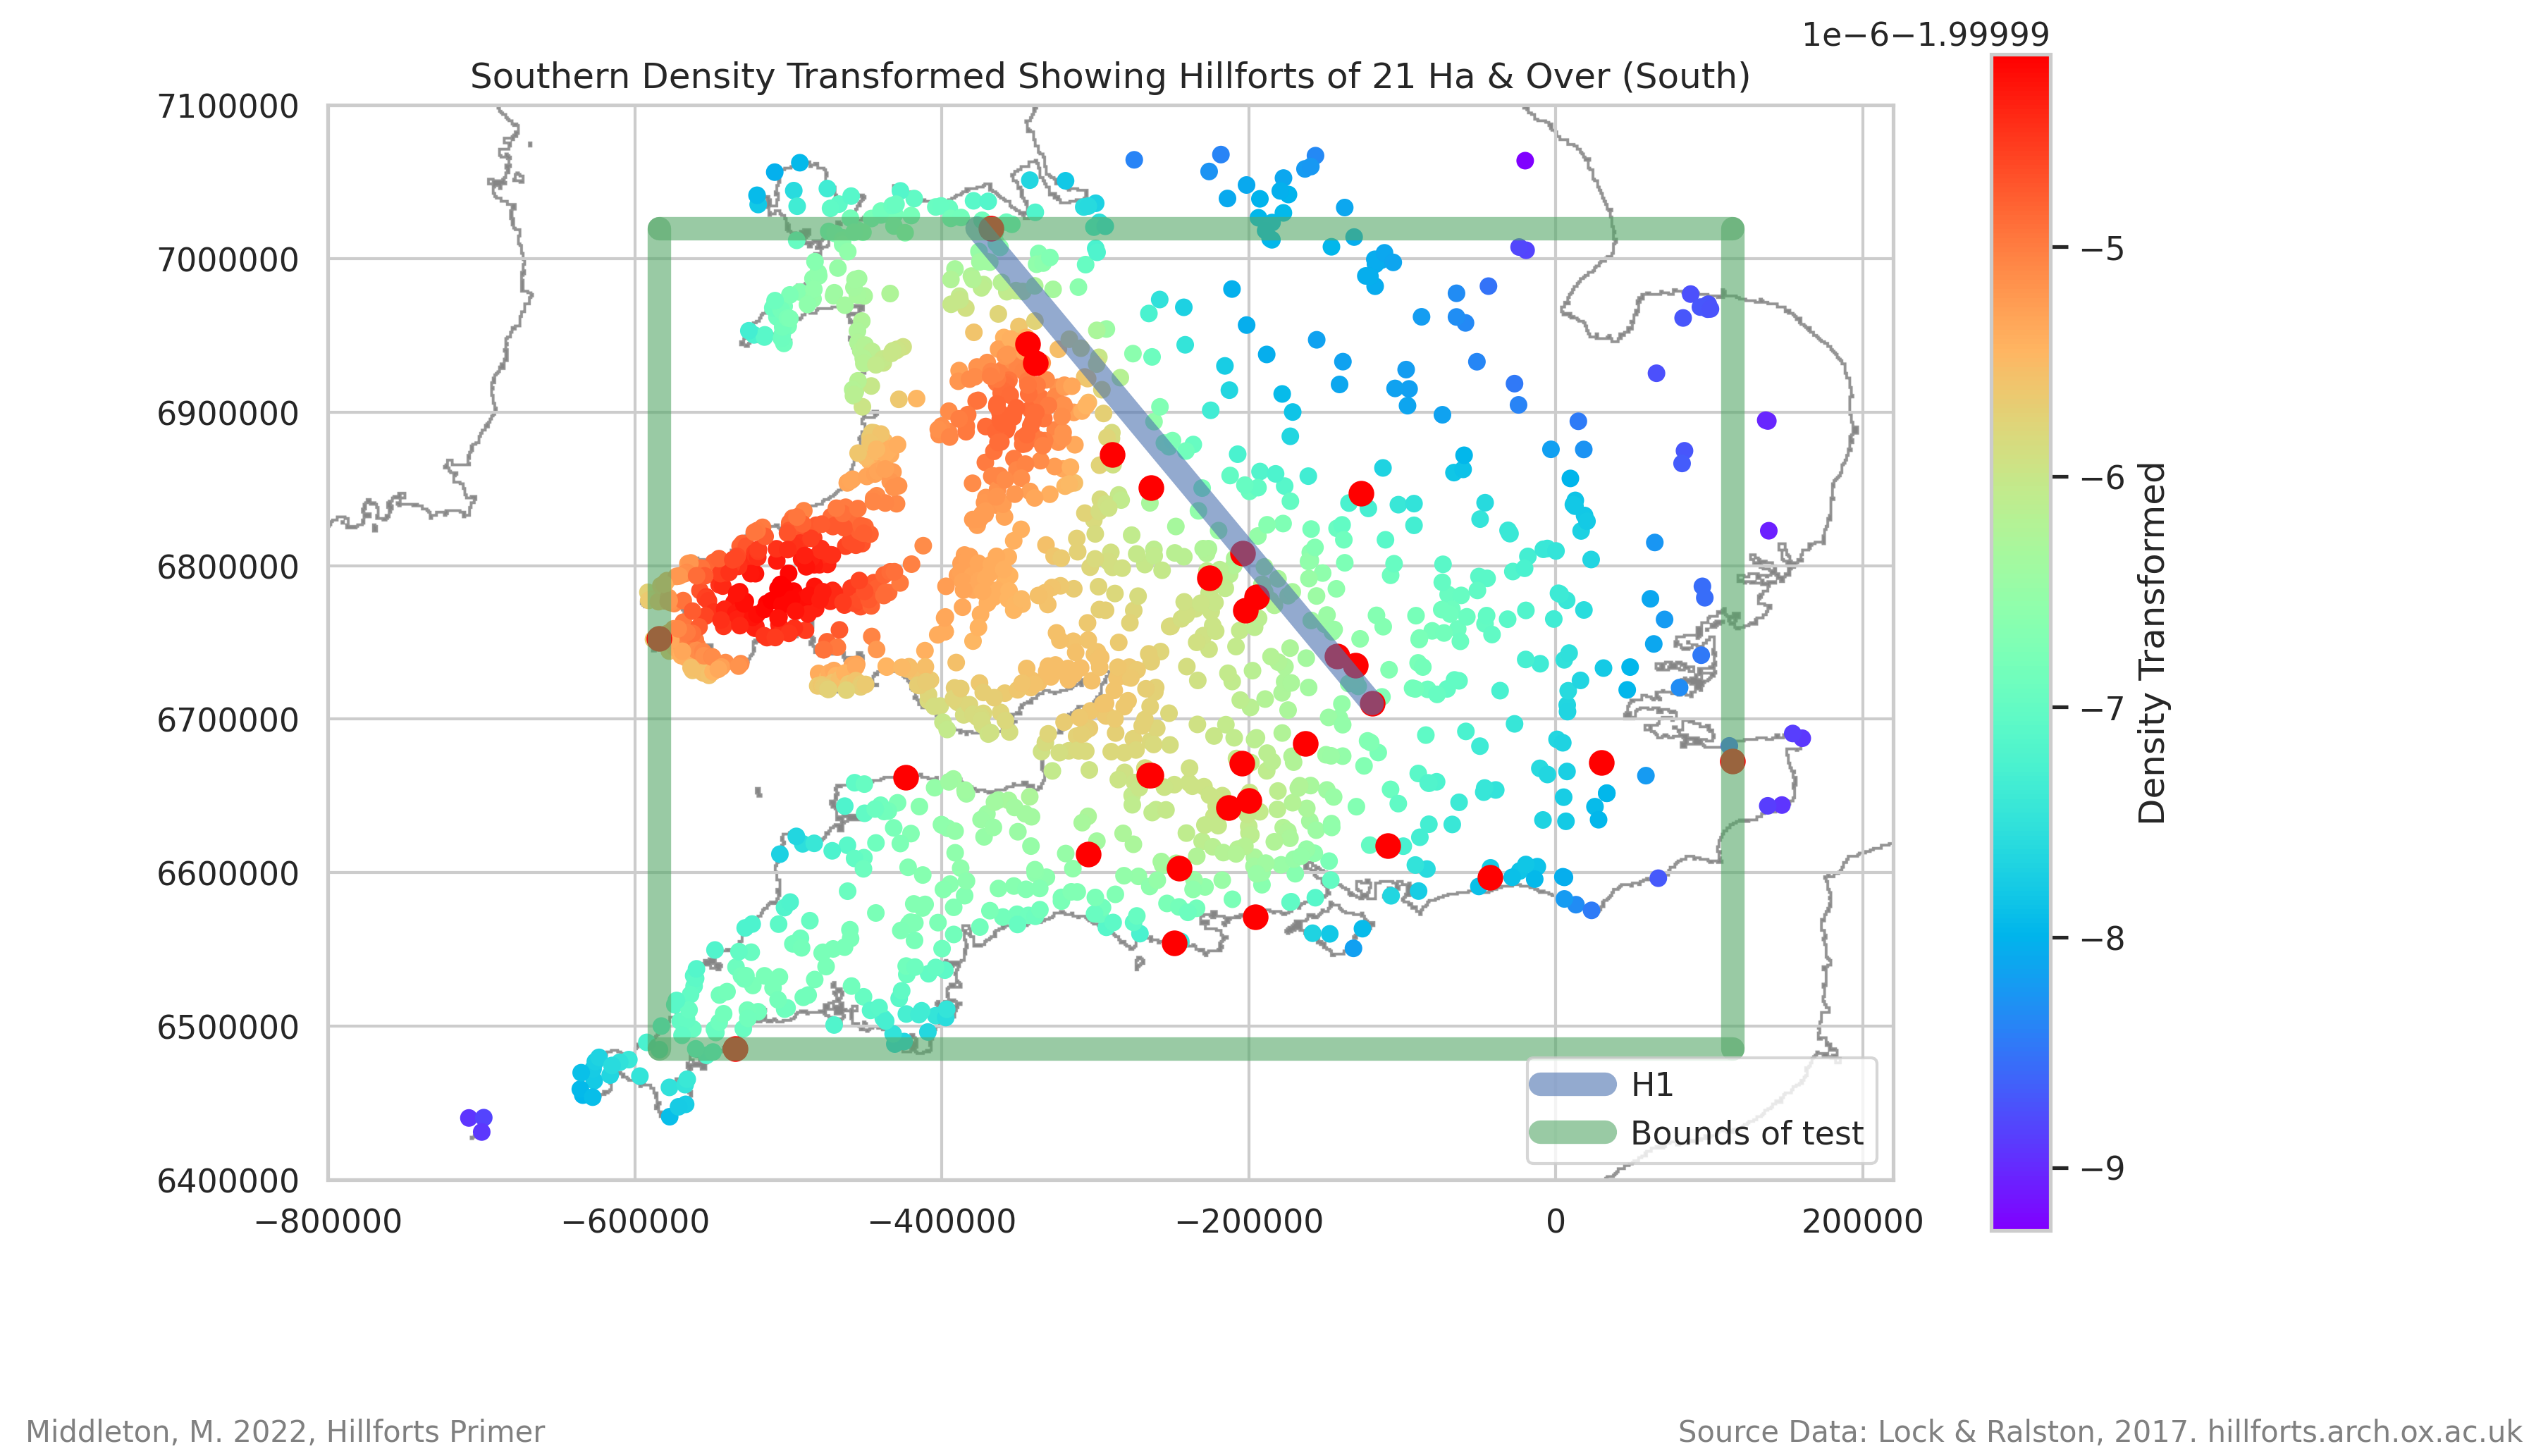 1e−6−1.99999
Southern Density Transformed Showing Hillforts of 21 Ha & Over (South)
7100000
7000000
6900000
6800000
6700000
6600000
6500000
6400000
−800000
−600000
−400000
−200000
0
200000
−5
−6
−7
−8
−9
Density Transformed
H1
Bounds of test
Middleton, M. 2022, Hillforts Primer
Source Data: Lock & Ralston, 2017. hillforts.arch.ox.ac.uk